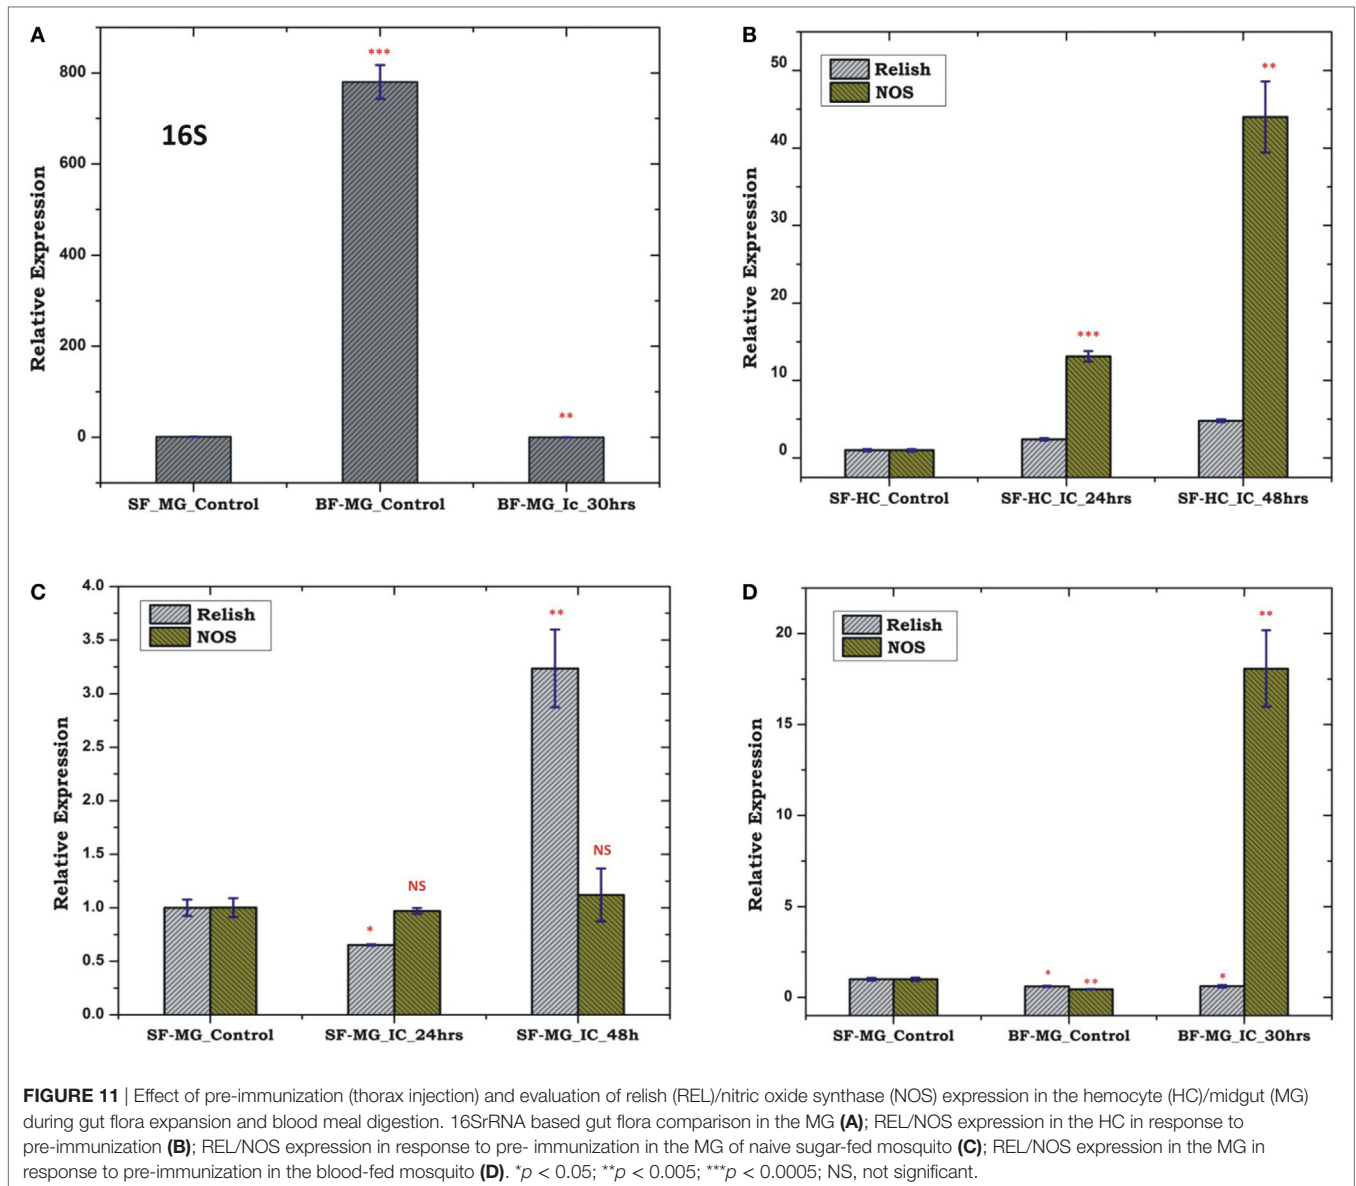 A
Relative Expression
800
600
400
200
0
16S
***
**
SF_MG_Control
BF-MG_Control
BF-MG_Ic_30hrs
B
Relative Expression
50
40
30
20
10
0
Relish
NOS
***
**
SF-HC_Control
SF-HC_IC_24hrs
SF-HC_IC_48hrs
C
Relative Expression
4.0
3.5
3.0
2.5
2.0
1.5
1.0
0.5
0.0
Relish
NOS
*
NS
**
NS
SF-MG_Control
SF-MG_IC_24hrs
SF-MG_IC_48h
D
Relative Expression
20
15
10
5
0
Relish
NOS
*
**
*
**
SF-MG_Control
BF-MG_Control
BF-MG_IC_30hrs
FIGURE 11 | Effect of pre-immunization (thorax injection) and evaluation of relish (REL)/nitric oxide synthase (NOS) expression in the hemocyte (HC)/midgut (MG)
during gut flora expansion and blood meal digestion. 16SrRNA based gut flora comparison in the MG (A); REL/NOS expression in the HC in response to
pre-immunization (B); REL/NOS expression in response to pre- immunization in the MG of naive sugar-fed mosquito (C); REL/NOS expression in the MG in
response to pre-immunization in the blood-fed mosquito (D). *p < 0.05; **p < 0.005; ***p < 0.0005; NS, not significant.